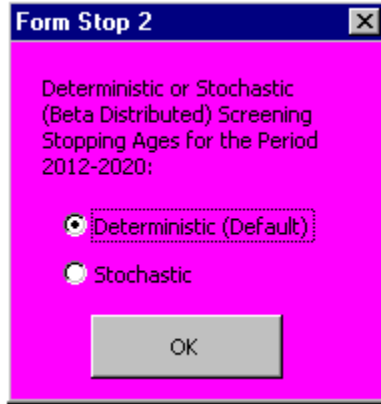 Form Stop 2
Deterministic or Stochastic
(Beta Distributed) Screening
Stopping Ages for the Period
2012-2020:
Deterministic (Default)
Stochastic
OK